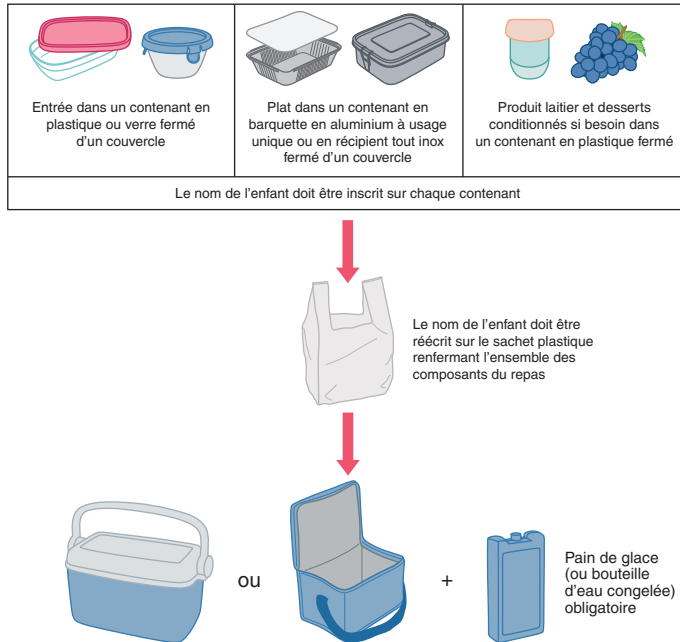 Entrée dans un contenant en
plastique ou verre fermé
d'un couvercle
Plat dans un contenant en
barquette en aluminium à usage
unique ou en récipient tout inox
fermé d'un couvercle
Produit laitier et desserts
conditionnés si besoin dans
un contenant en plastique fermé
Le nom de l'enfant doit être inscrit sur chaque contenant
Le nom de l'enfant doit être
réécrit sur le sachet plastique
renfermant l'ensemble des
composants du repas
ou
+
Pain de glace
(ou bouteille
d'eau congelée)
obligatoire